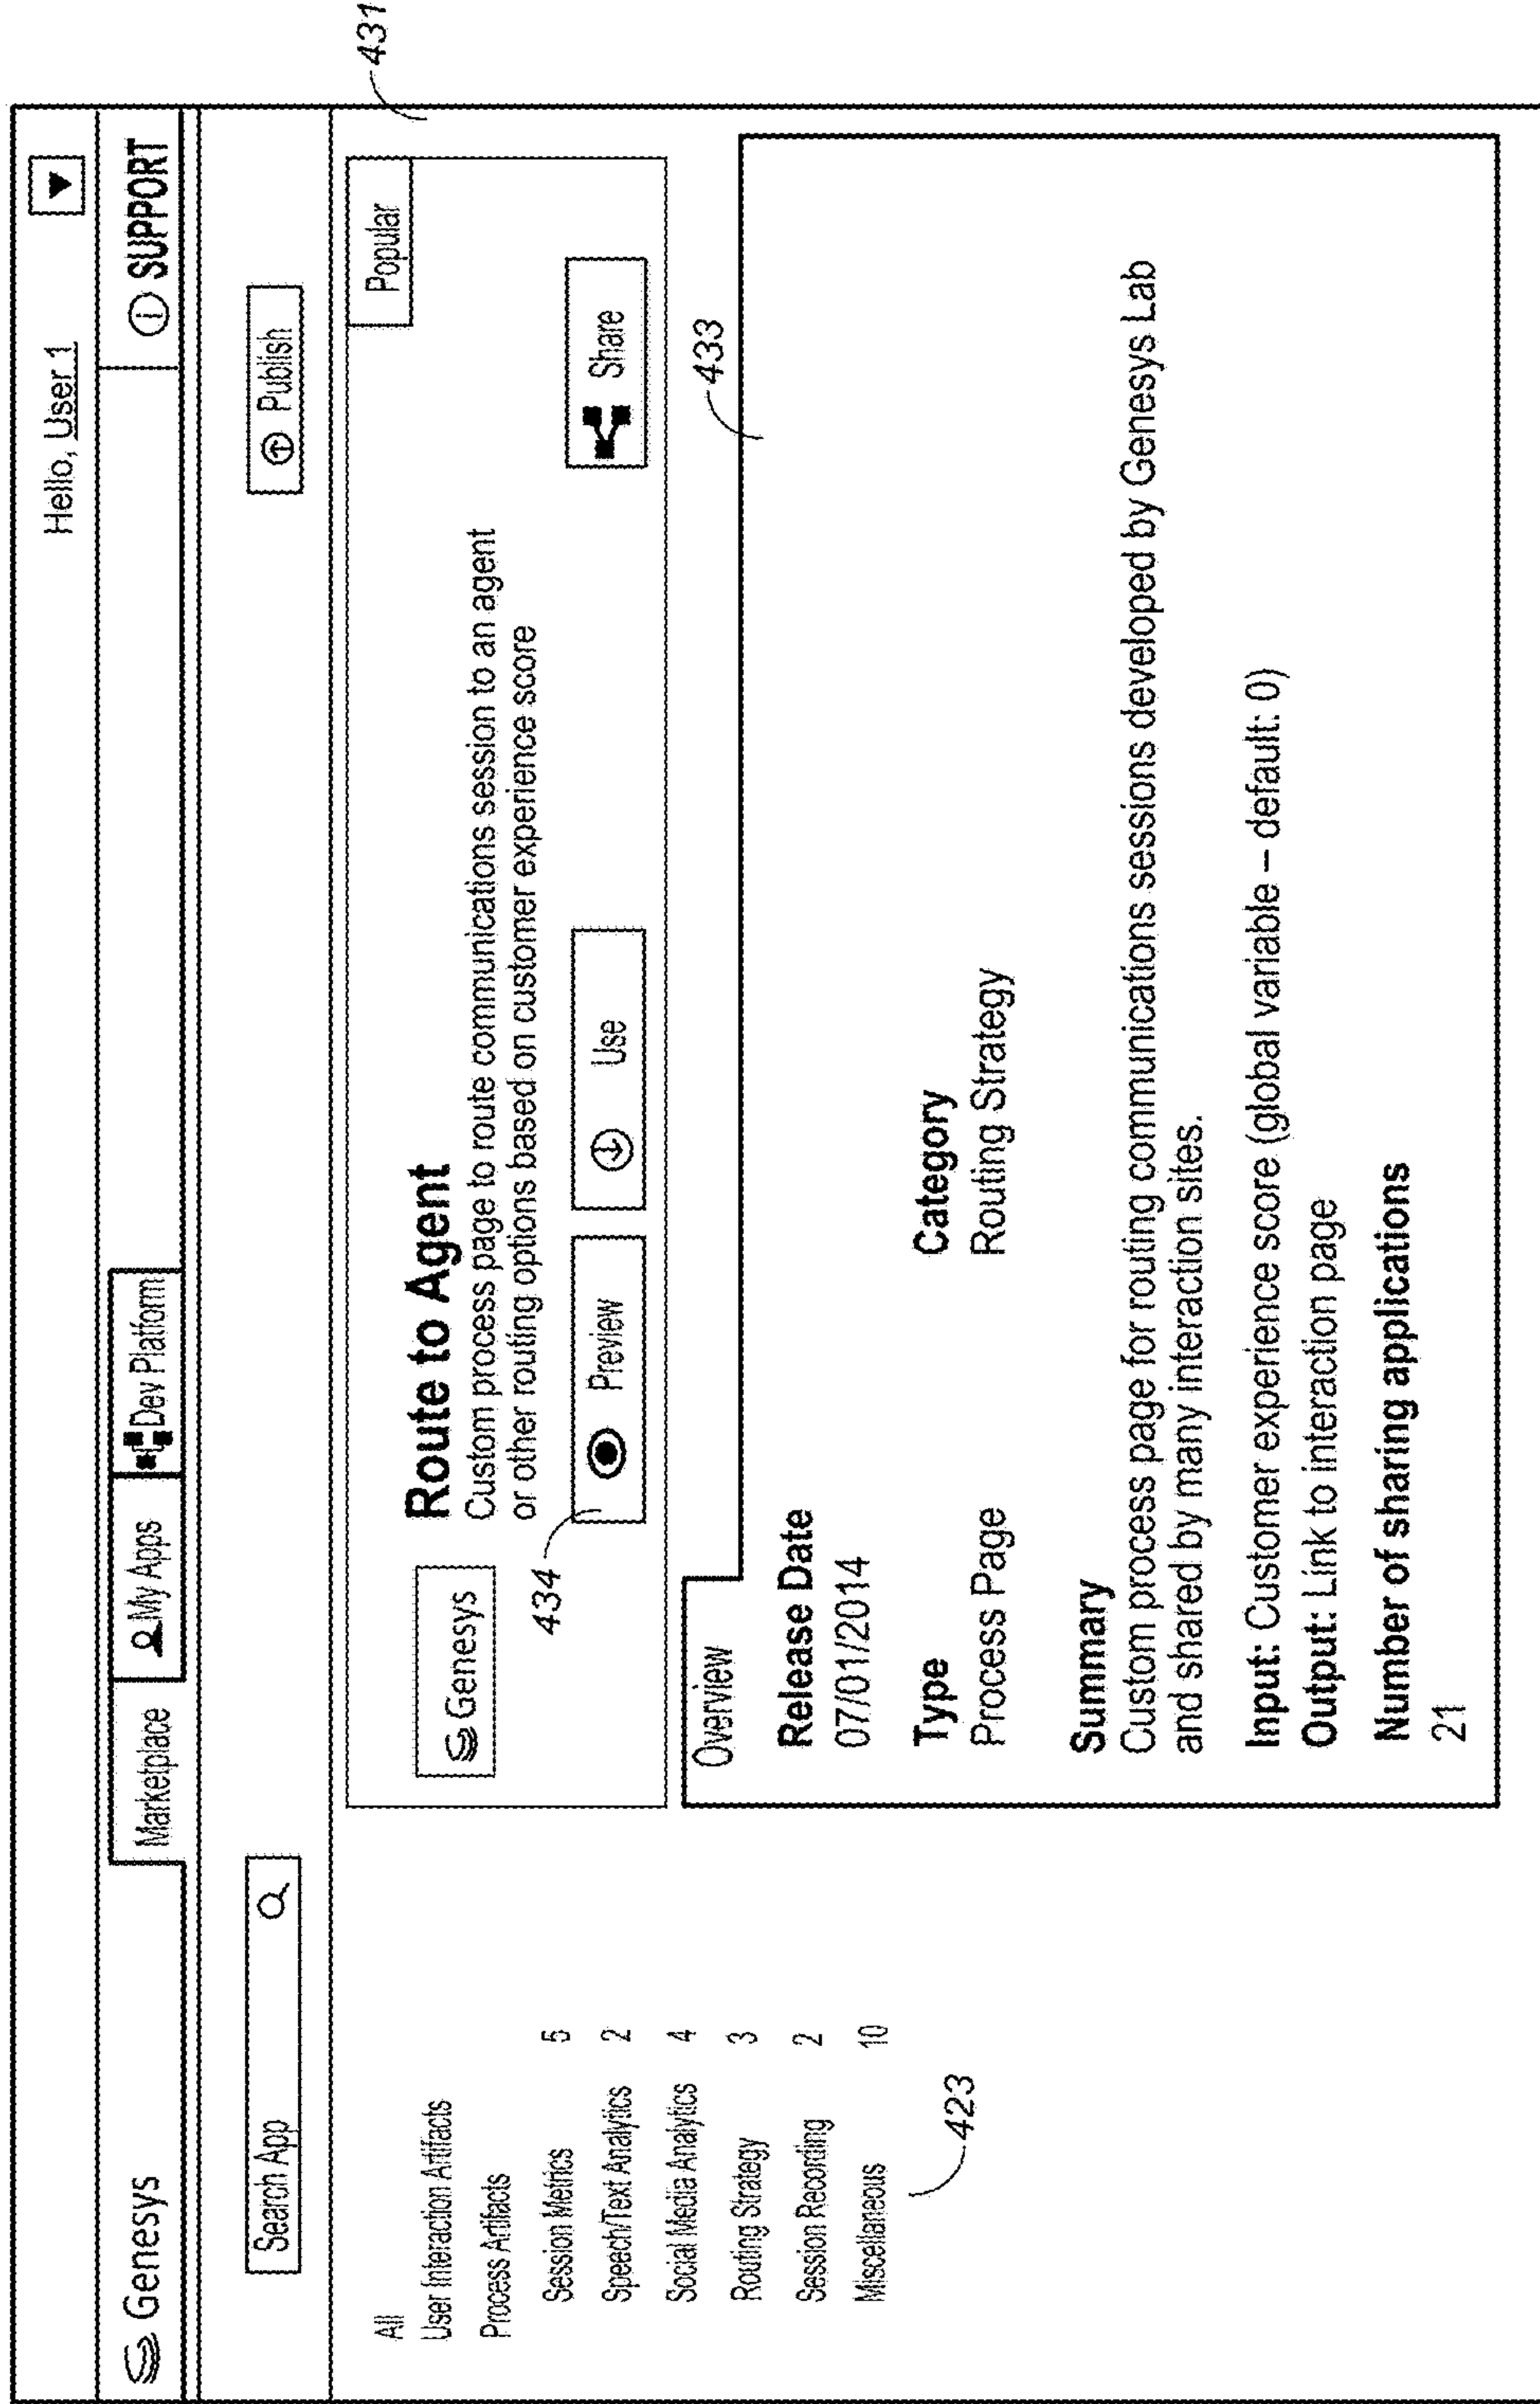 Hello, User 1
Genesys
Marketplace
My Apps
Dev Platform
SUPPORT
Search App
Publish
431
All
User Interaction Artifacts
Process Artifacts
Session Metrics 5
Speech/Text Analytics 2
Social Media Analytics 4
Routing Strategy 3
Session Recording 2
Miscellaneous 10
423
Genesys
Popular
Route to Agent
Custom process page to route communications session to an agent
or other routing options based on customer experience score
434
Preview
Use
Share
433
Overview
Release Date
07/01/2014
Type Category
Process Page Routing Strategy
Summary
Custom process page for routing communications sessions developed by Genesys Lab
and shared by many interaction sites.
Input: Customer experience score (global variable – default: 0)
Output: Link to interaction page
Number of sharing applications
21